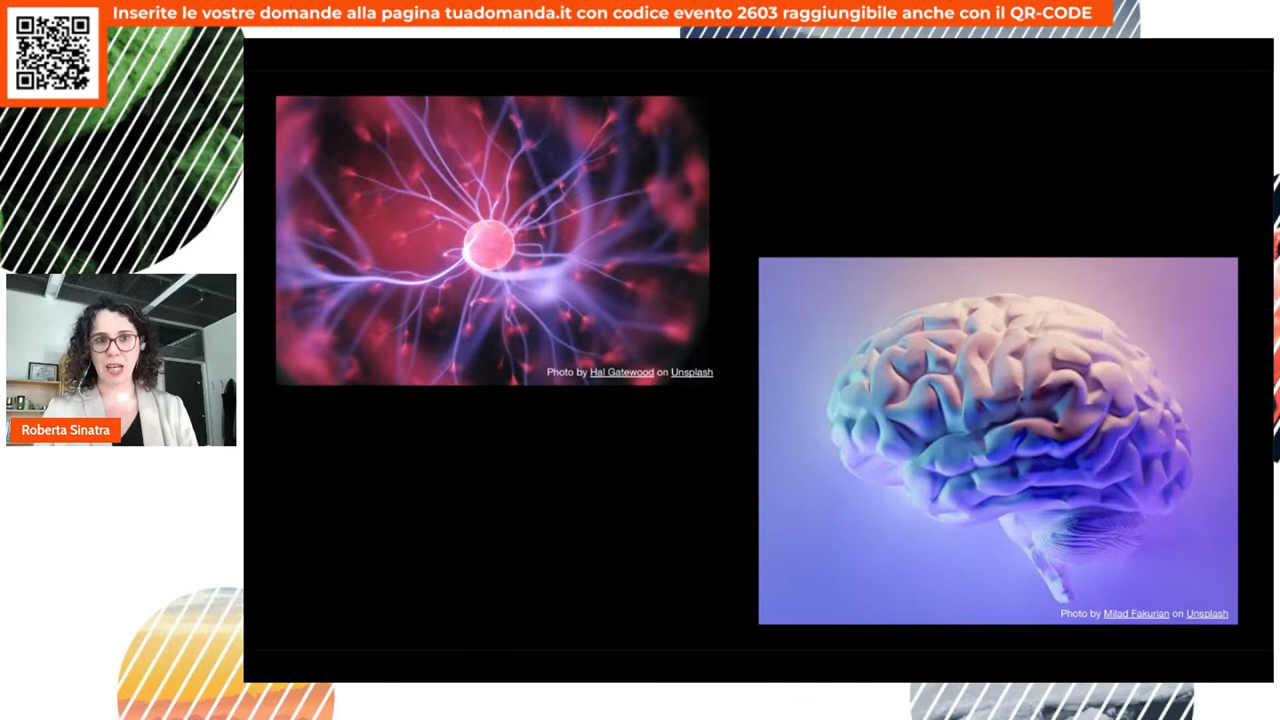 Inserite le vostre domande alla pagina tuadomanda.it con codice evento 2603 raggiungibile anche con il QR-CODE
Photo by Hal Gatewood on Unsplash
Roberta Sinatra
Photo by Milad Fakurian on Unsplash